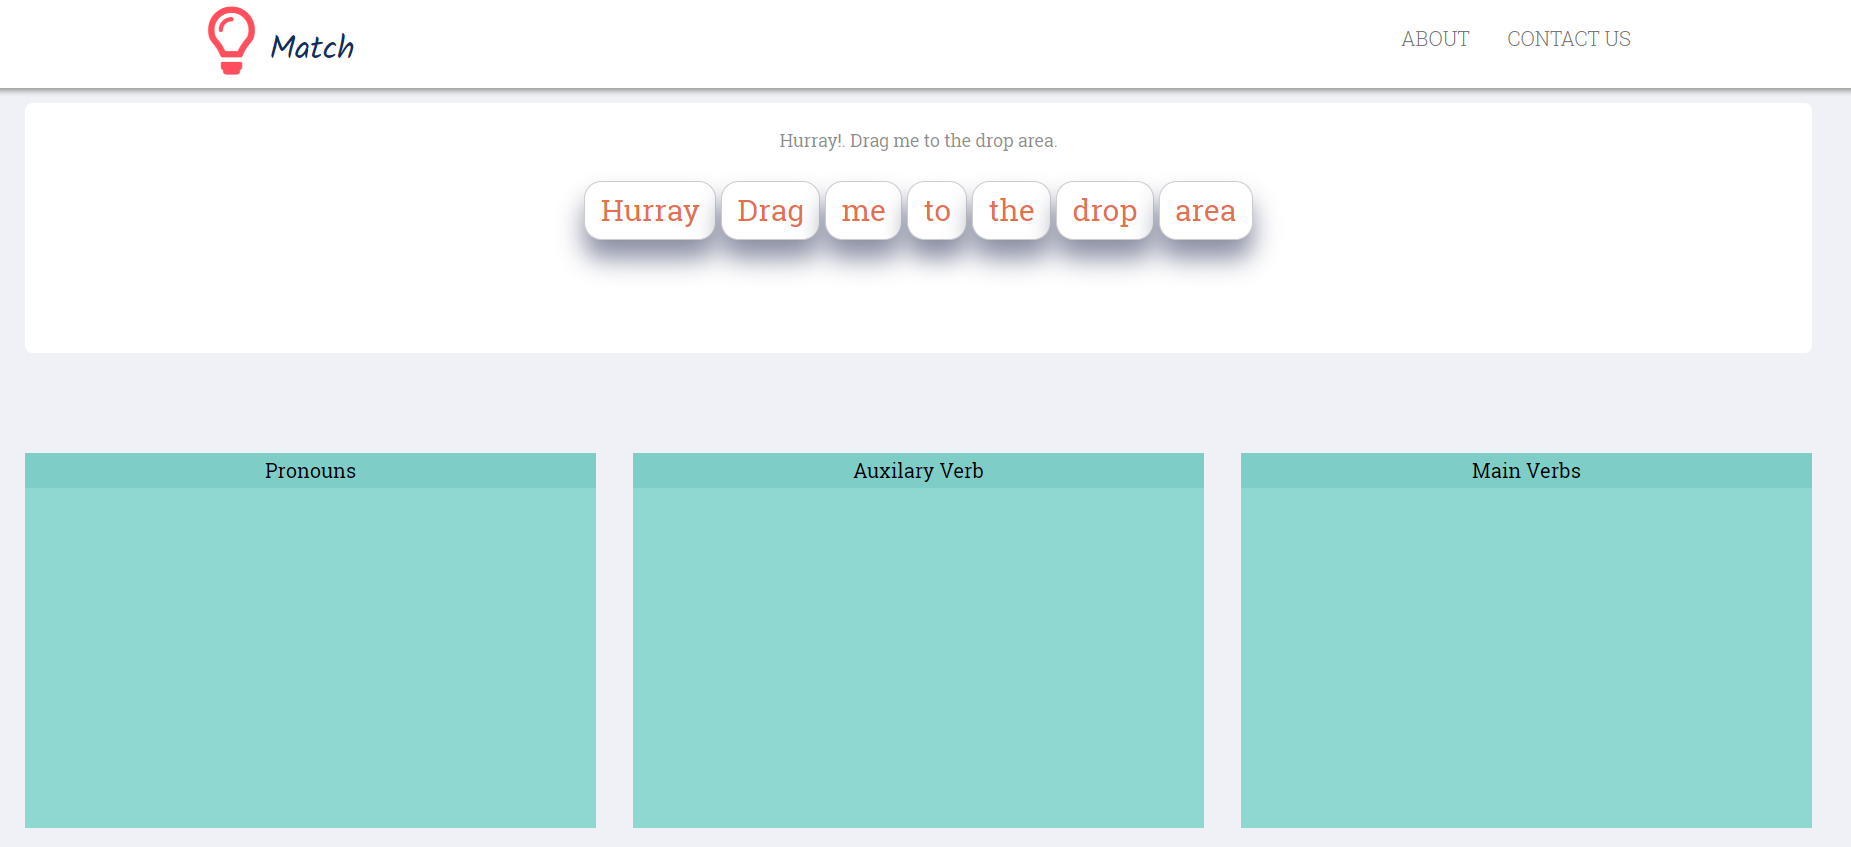 Match
ABOUT CONTACT US
Hurray!. Drag me to the drop area.
Hurray Drag me to the drop area
Pronouns
Auxilary Verb
Main Verbs